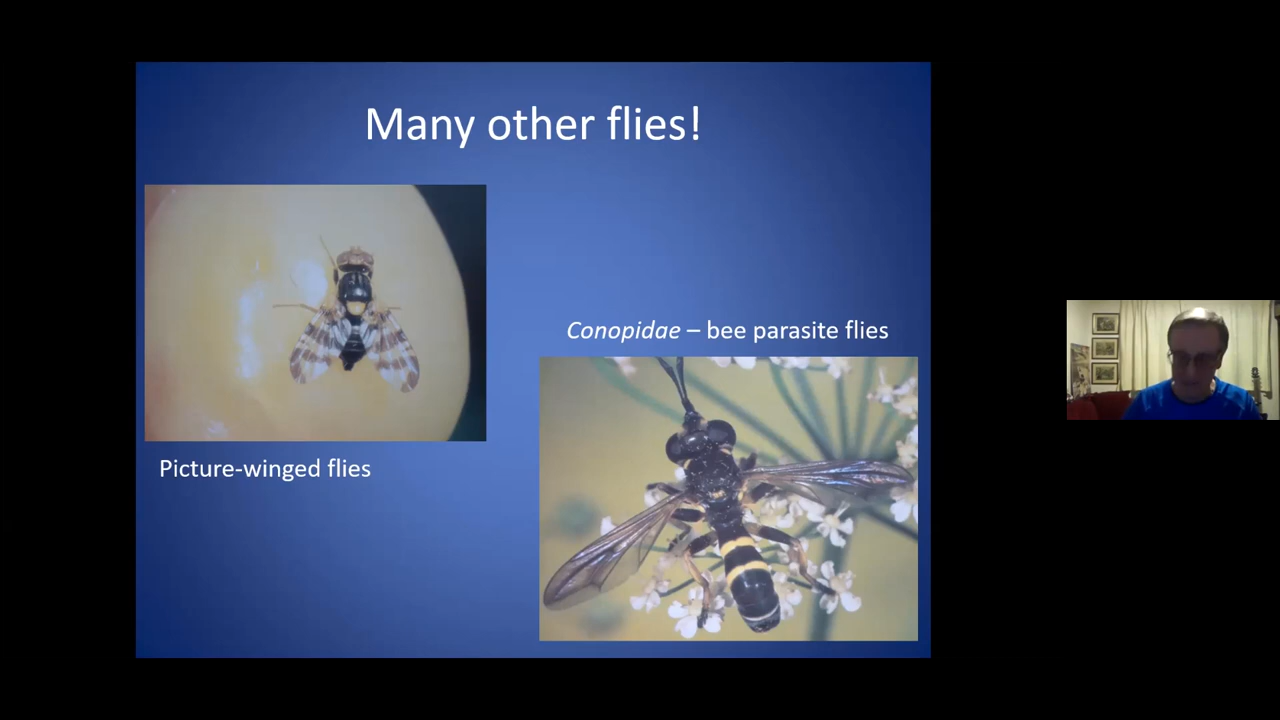 Many other flies!
Conopidae – bee parasite flies
Picture-winged flies